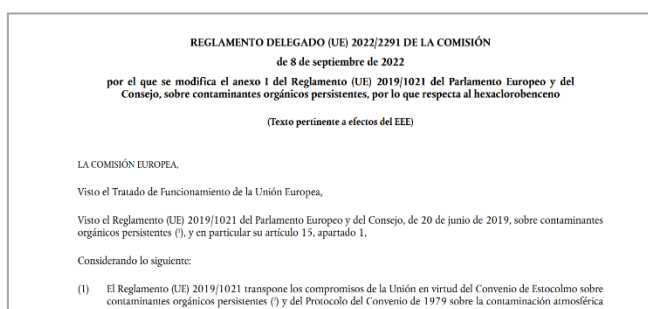 REGLAMENTO DELEGADO (UE) 2022/2291 DE LA COMISIÓN
de 8 de septiembre de 2022
por el que se modifica el anexo I del Reglamento (UE) 2019/1021 del Parlamento Europeo y del
Consejo, sobre contaminantes orgánicos persistentes, por lo que respecta al hexaclorobenceno
(Texto pertinente a efectos del EEE)
LA COMISIÓN EUROPEA,
Visto el Tratado de Funcionamiento de la Unión Europea,
Visto el Reglamento (UE) 2019/1021 del Parlamento Europeo y del Consejo, de 20 de junio de 2019, sobre contaminantes
orgánicos persistentes (¹), y en particular su artículo 15, apartado 1,
Considerando lo siguiente:
(1) El Reglamento (UE) 2019/1021 transpone los compromisos de la Unión en virtud del Convenio de Estocolmo sobre
contaminantes orgánicos persistentes (²) y del Protocolo del Convenio de 1979 sobre la contaminación atmosférica